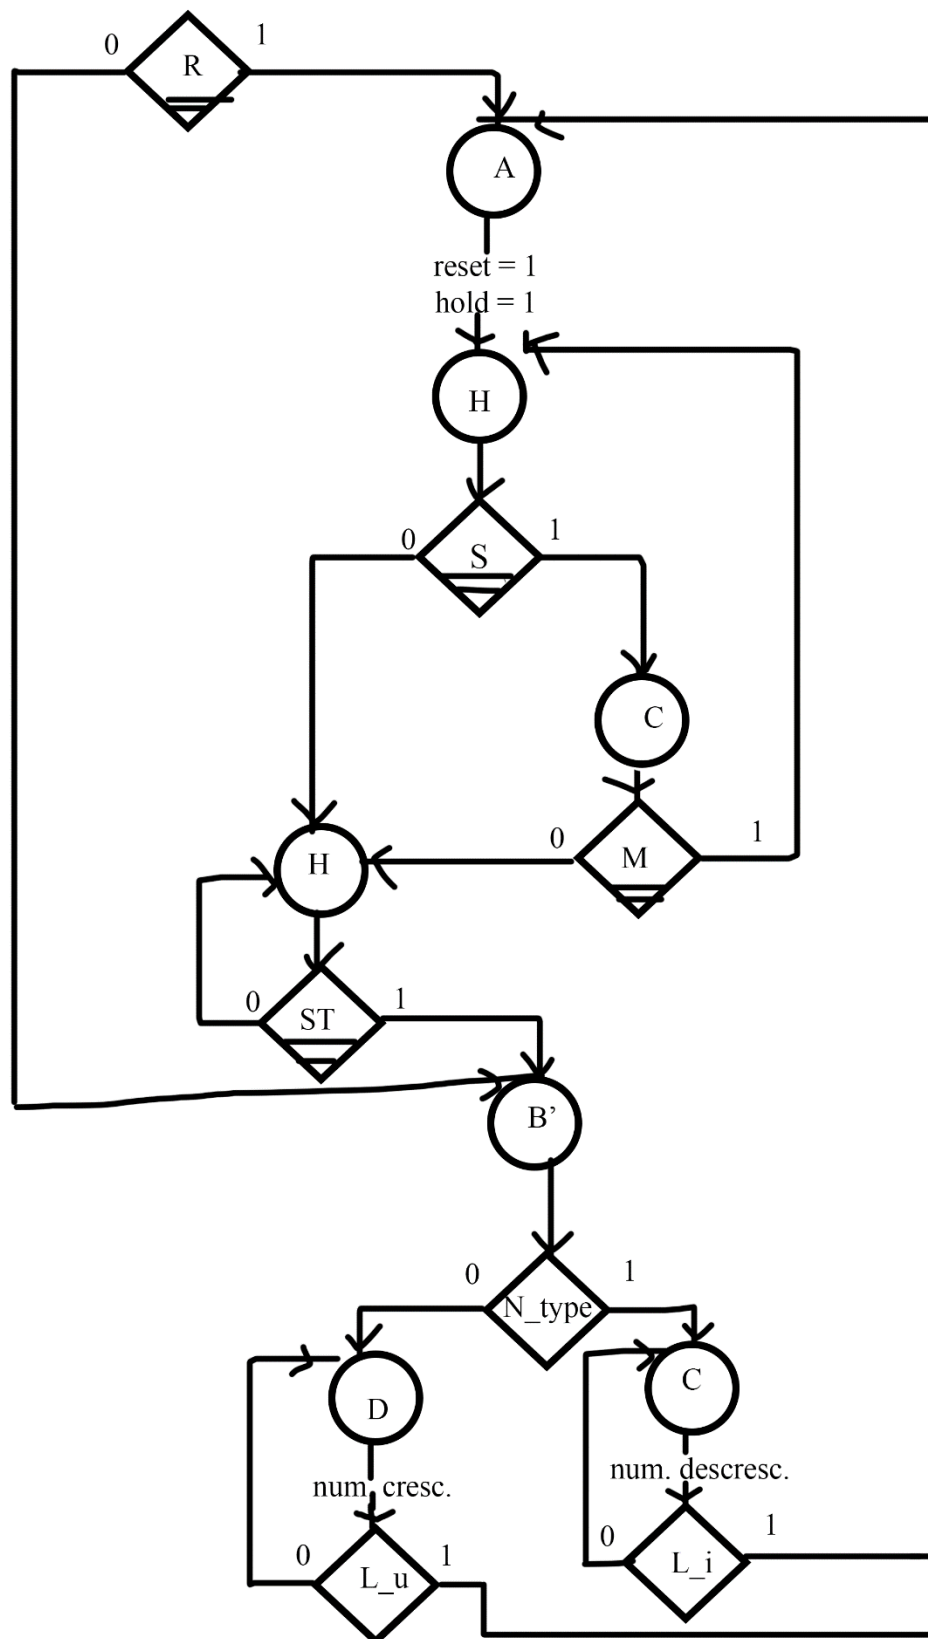 0
1
R
A
reset = 1
hold = 1
H
0
1
S
C
0
1
M
H
0
1
ST
B’
0
1
N_type
D
C
num. cresc.
num. descresc.
0
1
L_u
0
1
L_i